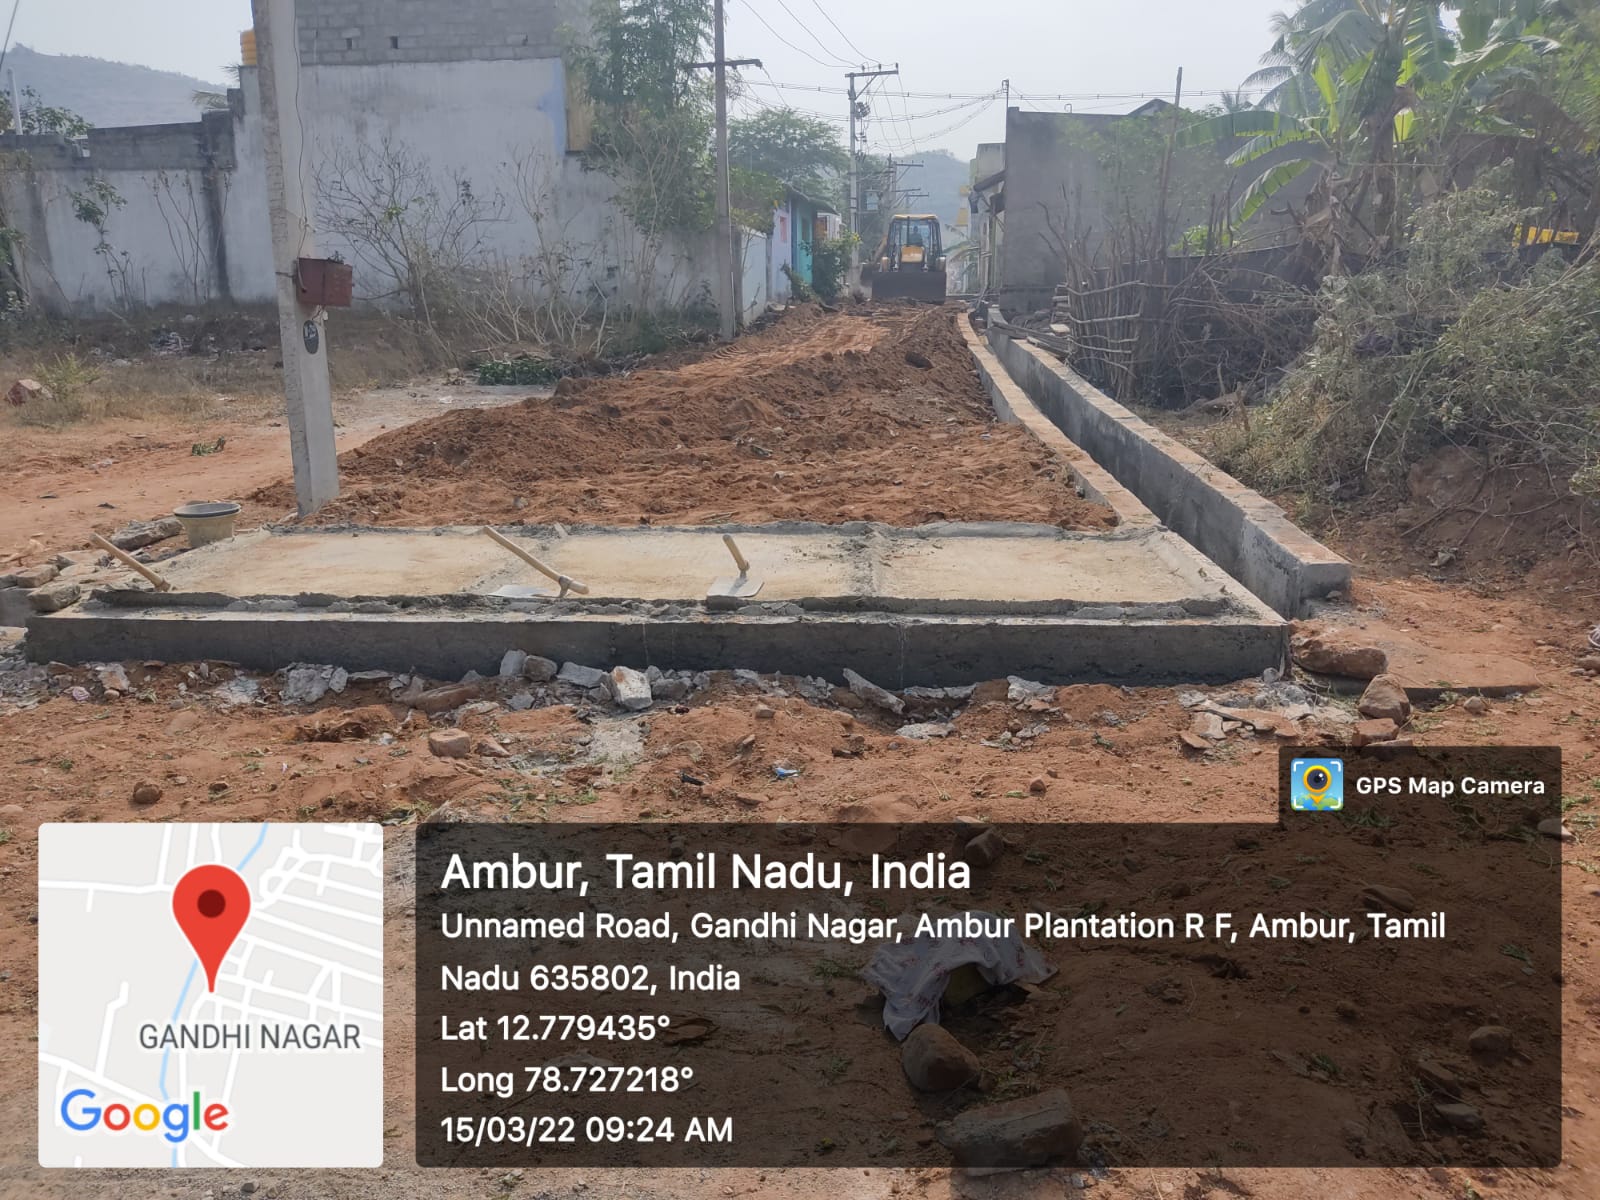 GPS Map Camera
Ambur, Tamil Nadu, India
Unnamed Road, Gandhi Nagar, Ambur Plantation R F, Ambur, Tamil
Nadu 635802, India
Lat 12.779435°
Long 78.727218°
15/03/22 09:24 AM
GANDHI NAGAR
Google